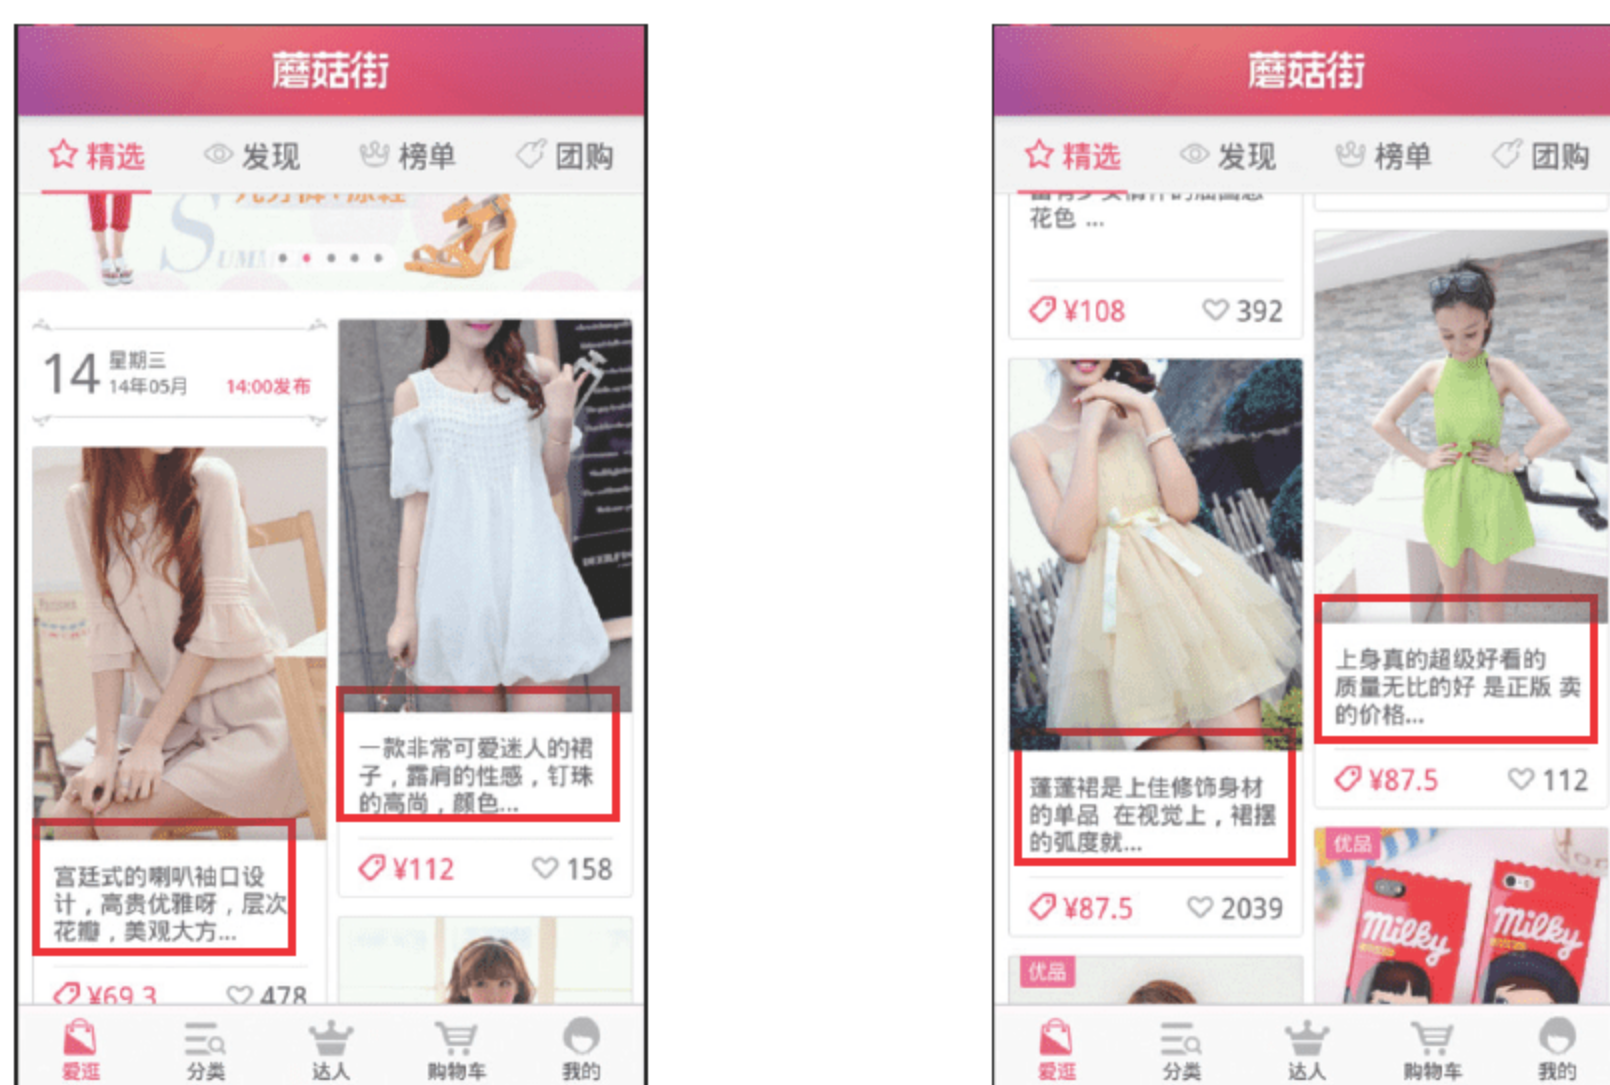 蘑菇街
精选 发现 榜单 团购
SUMM
14 星期三
14年05月 14:00发布
一款非常可爱迷人的裙
子，露肩的性感，钉珠
的高尚，颜色...
¥112 158
宫廷式的喇叭袖口设
计，高贵优雅呀，层次
花瓣，美观大方...
¥69.3 478
爱逛 分类 达人 购物车 我的
蘑菇街
精选 发现 榜单 团购
花色 ...
¥108 392
上身真的超级好看的
质量无比的好 是正版 卖
的价格...
¥87.5 112
蓬蓬裙是上佳修饰身材
的单品 在视觉上，裙摆
的弧度就...
¥87.5 2039
优品
Milky Milky
优品
爱逛 分类 达人 购物车 我的